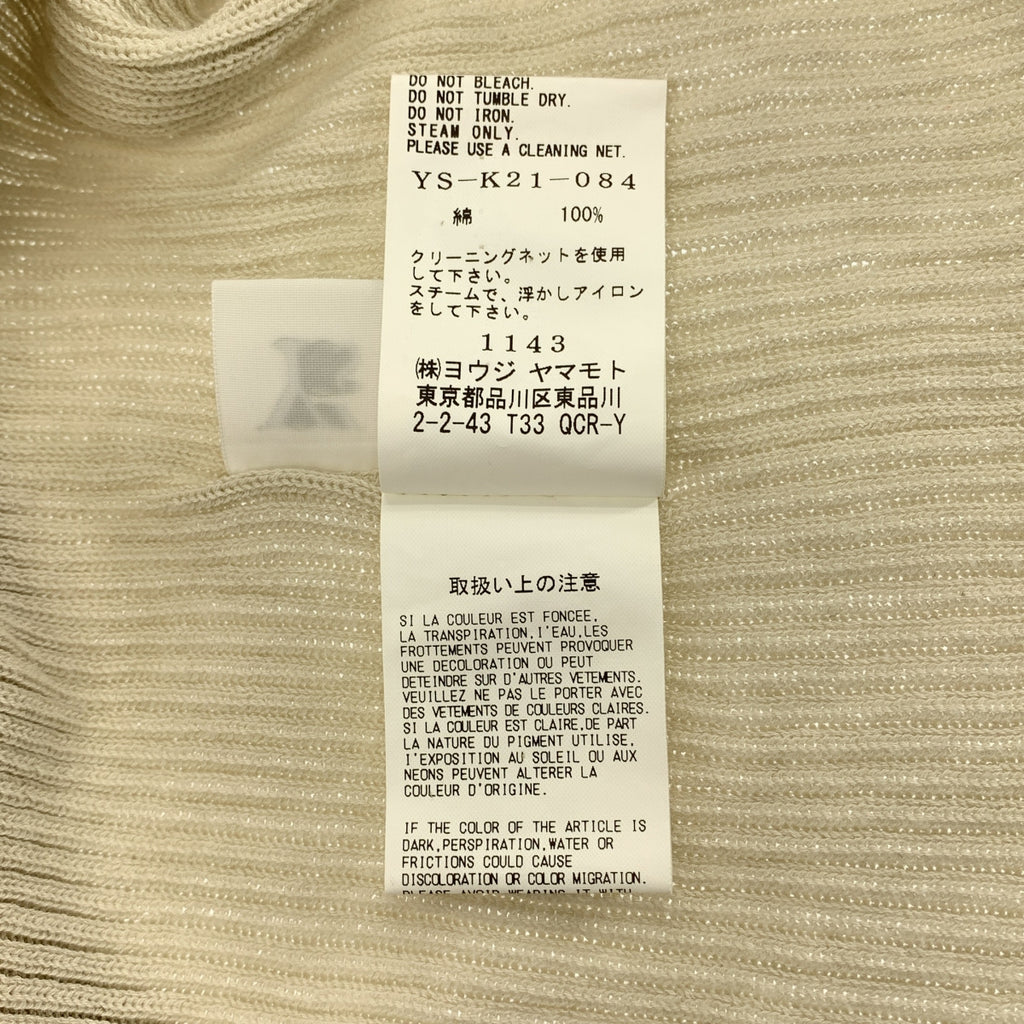 DO NOT BLEACH.
DO NOT TUMBLE DRY.
DO NOT IRON.
STEAM ONLY.
PLEASE USE A CLEANING NET.
YS-K21-084
綿 100%
クリーニングネットを使用
して下さい。
スチームで、浮かしアイロン
をして下さい。
1143
㈱ヨウジ ヤマモト
東京都品川区東品川
2-2-43 T33 QCR-Y
取扱い上の注意
SI LA COULEUR EST FONCEE,
LA TRANSPIRATION,I'EAU,LES
FROTTEMENTS PEUVENT PROVOQUER
UNE DECOLORATION OU PEUT
DETEINDRE SUR D'AUTRES VETEMENTS.
VEUILLEZ NE PAS LE PORTER AVEC
DES VETEMENTS DE COULEURS CLAIRES.
SI LA COULEUR EST CLAIRE,DE PART
LA NATURE DU PIGMENT UTILISE,
I'EXPOSITION AU SOLEIL OU AUX
NEONS PEUVENT ALTERER LA
COULEUR D'ORIGINE.
IF THE COLOR OF THE ARTICLE IS
DARK,PERSPIRATION,WATER OR
FRICTIONS COULD CAUSE
DISCOLORATION OR COLOR MIGRATION.
PLEASE AVOID WEARING IT WITH